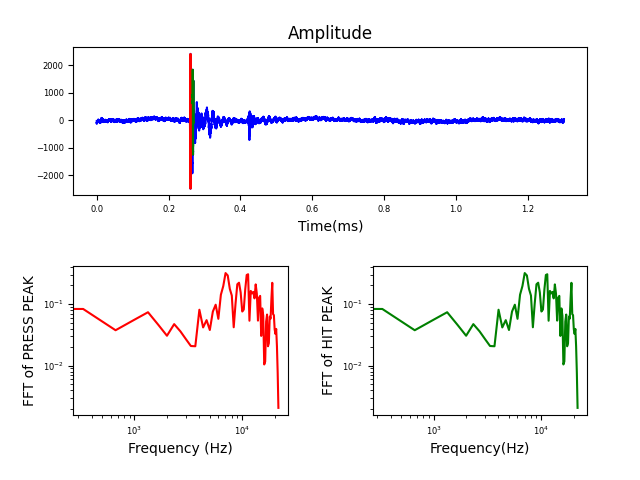 Amplitude
2000
1000
0
−1000
−2000
0.0 0.2 0.4 0.6 0.8 1.0 1.2
Time(ms)
FFT of PRESS PEAK
10⁻¹
10⁻²
10³ 10⁴
Frequency (Hz)
FFT of HIT PEAK
10⁻¹
10⁻²
10³ 10⁴
Frequency(Hz)